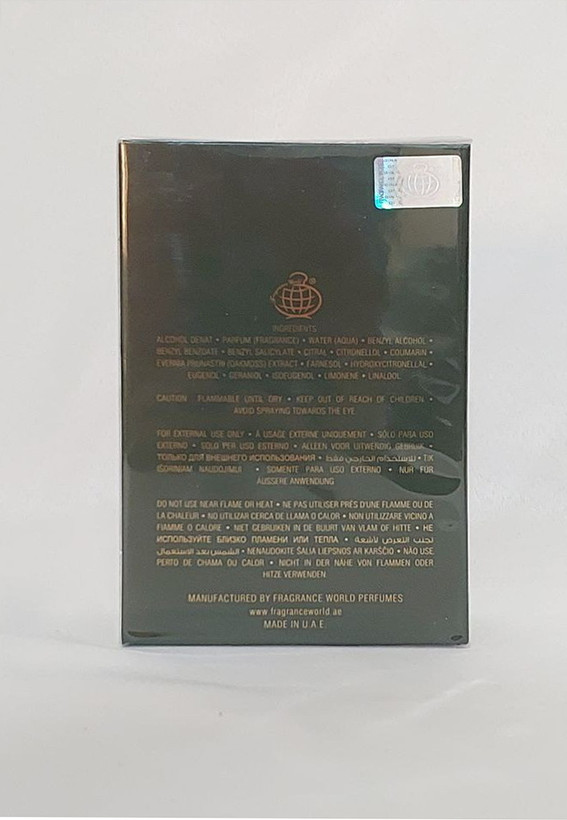 INGREDIENTS
ALCOHOL DENAT • PARFUM (FRAGRANCE) • WATER (AQUA) • BENZYL ALCOHOL •
BENZYL BENZOATE • BENZYL SALICYLATE • CITRAL • CITRONELLOL • COUMARIN •
EVERNIA PRUNASTRI (OAKMOSS) EXTRACT • FARNESOL • HYDROXYCITRONELLAL
EUGENOL • GERANIOL • ISOEUGENOL • LIMONENE • LINALOOL
CAUTION FLAMMABLE UNTIL DRY • KEEP OUT OF REACH OF CHILDREN •
AVOID SPRAYING TOWARDS THE EYE
FOR EXTERNAL USE ONLY • À USAGE EXTERNE UNIQUEMENT • SÓLO PARA USO
EXTERNO • SOLO PER USO ESTERNO • ALLEEN VOOR UITWENDIG GEBRUIK •
ТОЛЬКО ДЛЯ ВНЕШНЕГО ИСПОЛЬЗОВАНИЯ • للاستخدام الخارجي فقط • TIK
IŠORINIAM NAUDOJIMUI • SOMENTE PARA USO EXTERNO • NUR FÜR
ÄUSSERE ANWENDUNG
DO NOT USE NEAR FLAME OR HEAT • NE PAS UTILISER PRÉS D'UNE FLAMME OU DE
LA CHALEUR • NO UTILIZAR CERCA DE LLAMA O CALOR • NON UTILIZZARE VICINO A
FIAMME O CALORE • NIET GEBRUIKEN IN DE BUURT VAN VLAM OF HITTE • НЕ
ИСПОЛЬЗУЙТЕ БЛИЗКО ПЛАМЕНИ ИЛИ ТЕПЛА • تجنب التعرض لأشعة
الشمس بعد الاستعمال • NENAUDOKITE ŠALIA LIEPSNOS AR KARŠČIO • NÃO USE
PERTO DE CHAMA OU CALOR • NICHT IN DER NÄHE VON FLAMMEN ODER
HITZE VERWENDEN
MANUFACTURED BY FRAGRANCE WORLD PERFUMES
www.fragranceworld.ae
MADE IN U.A.E.